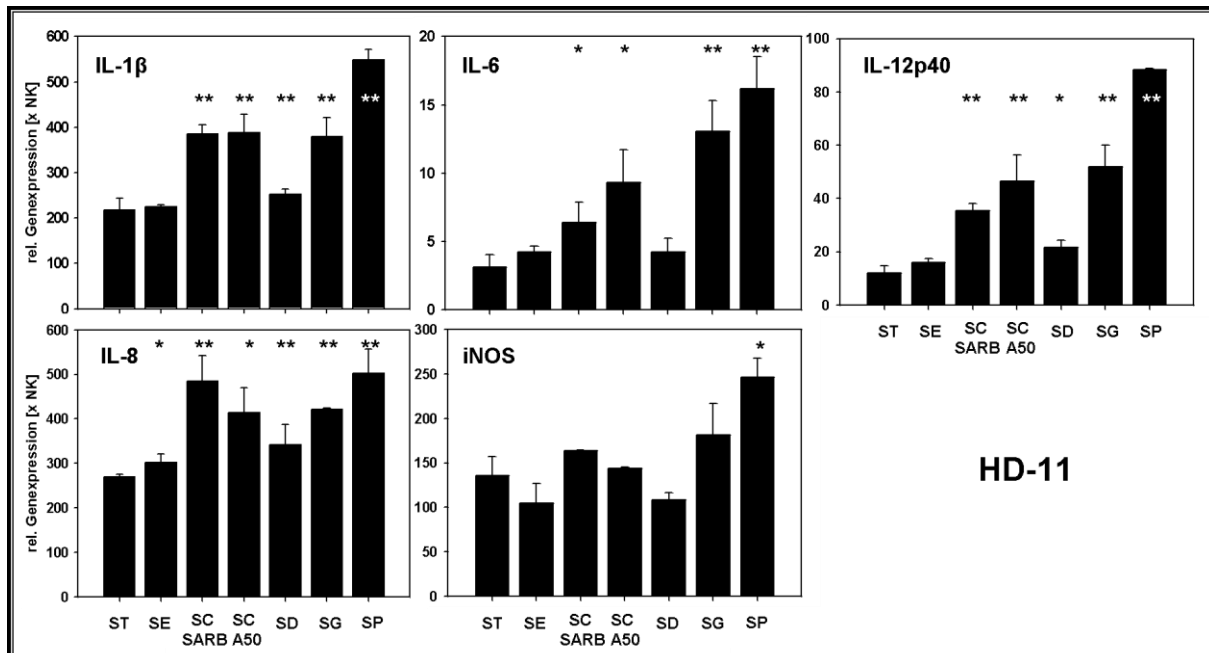 600
500
400
300
200
100
0
rel. Genexpression [x NK]
IL-1β
** ** ** ** **
20
15
10
5
0
IL-6
* * ** **
100
80
60
40
20
0
IL-12p40
** ** * ** **
ST SE SC SC SD SG SP
SARB A50
600
500
400
300
200
100
0
rel. Genexpression [x NK]
IL-8
* ** * ** ** **
ST SE SC SC SD SG SP
SARB A50
300
250
200
150
100
50
0
iNOS
*
ST SE SC SC SD SG SP
SARB A50
HD-11